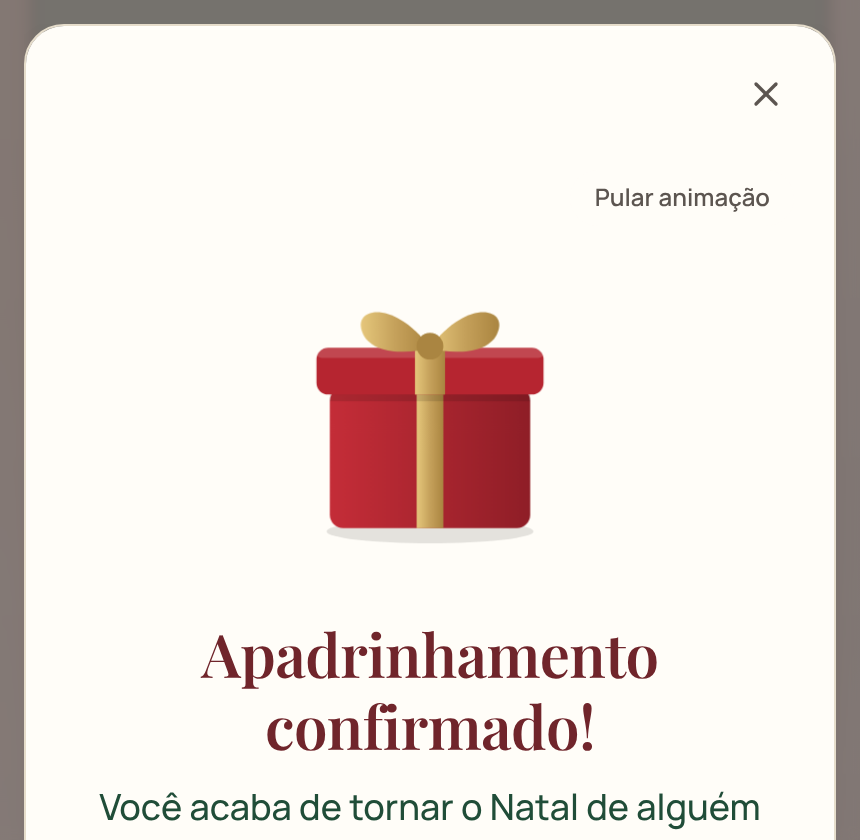 Pular animação
Apadrinhamento
confirmado!
Você acaba de tornar o Natal de alguém